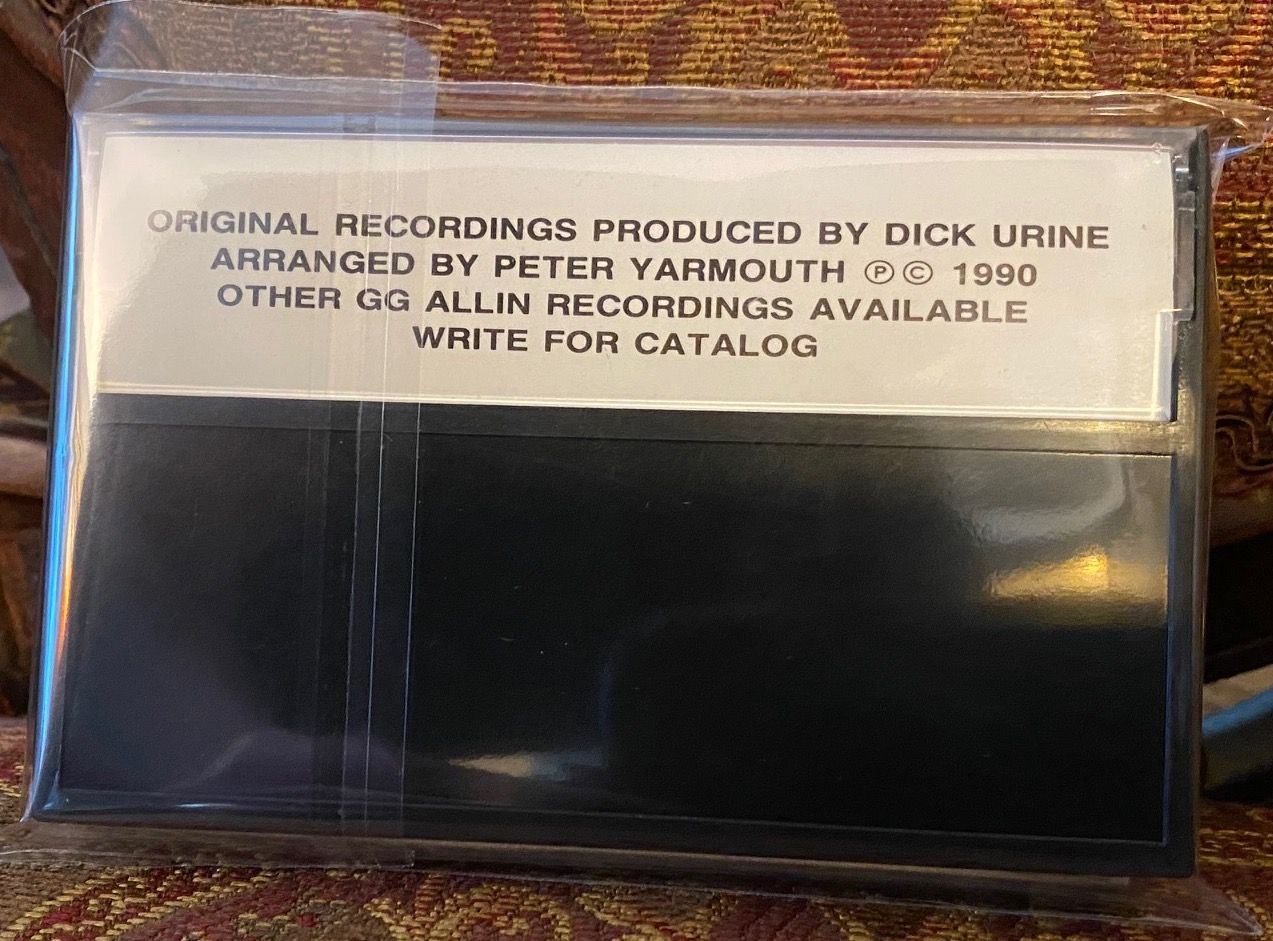 ORIGINAL RECORDINGS PRODUCED BY DICK URINE
ARRANGED BY PETER YARMOUTH ℗ © 1990
OTHER GG ALLIN RECORDINGS AVAILABLE
WRITE FOR CATALOG